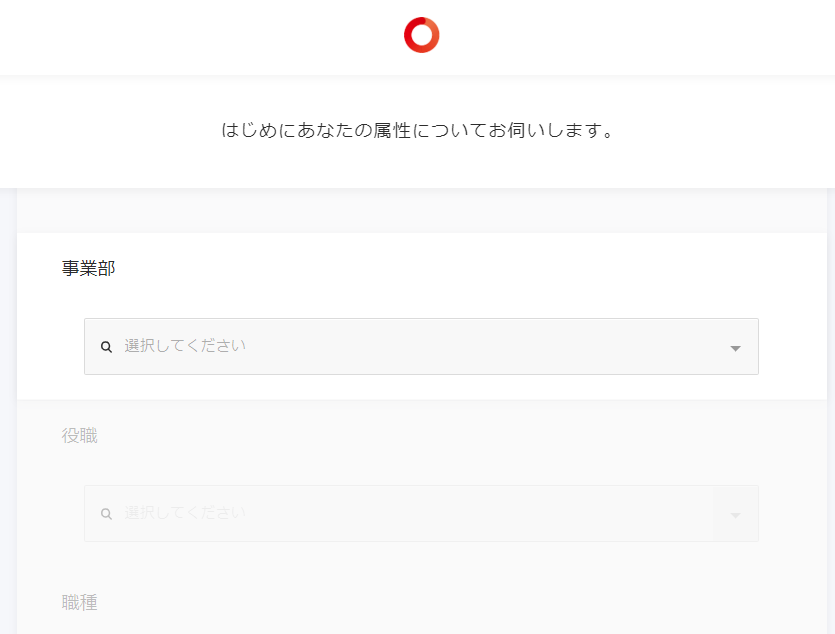 はじめにあなたの属性についてお伺いします。
事業部
選択してください
役職
選択してください
職種